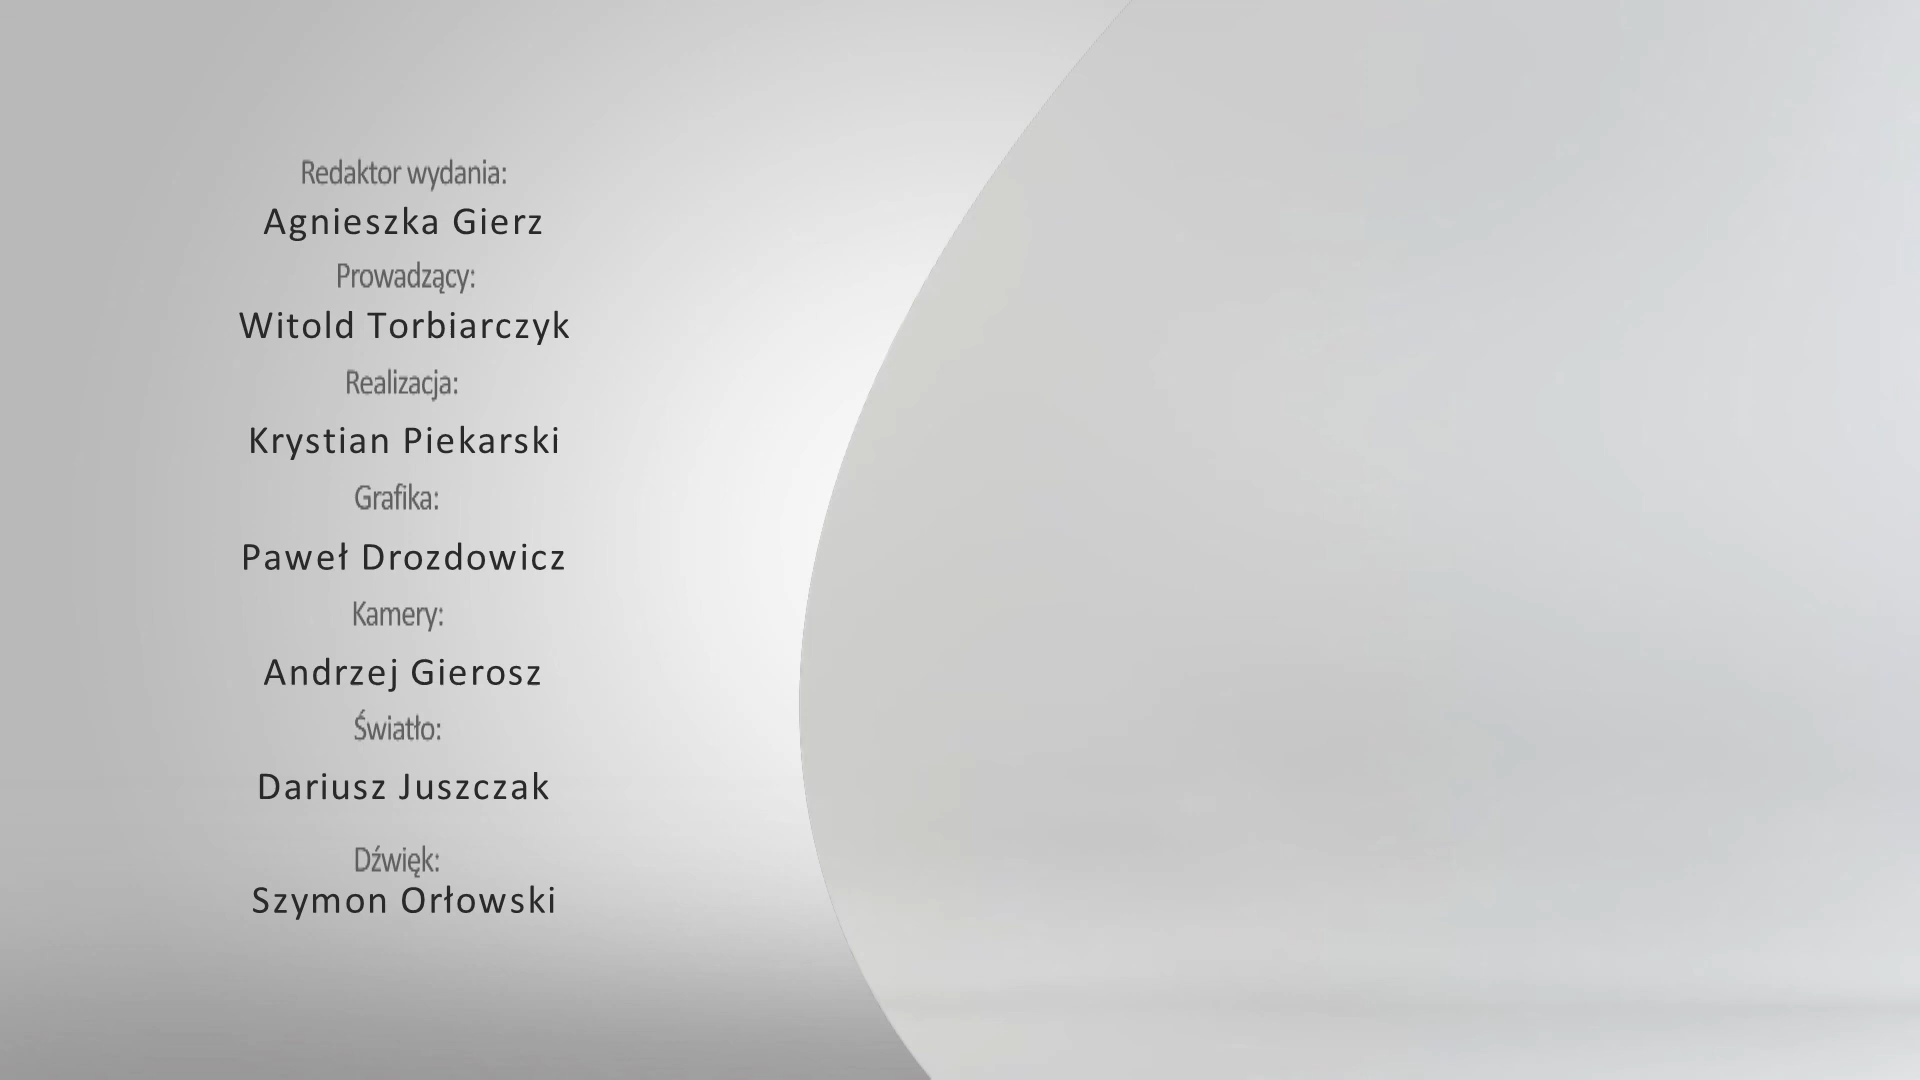 Redaktor wydania:
Agnieszka Gierz
Prowadzący:
Witold Torbiarczyk
Realizacja:
Krystian Piekarski
Grafika:
Paweł Drozdowicz
Kamery:
Andrzej Gierosz
Światło:
Dariusz Juszczak
Dźwięk:
Szymon Orłowski